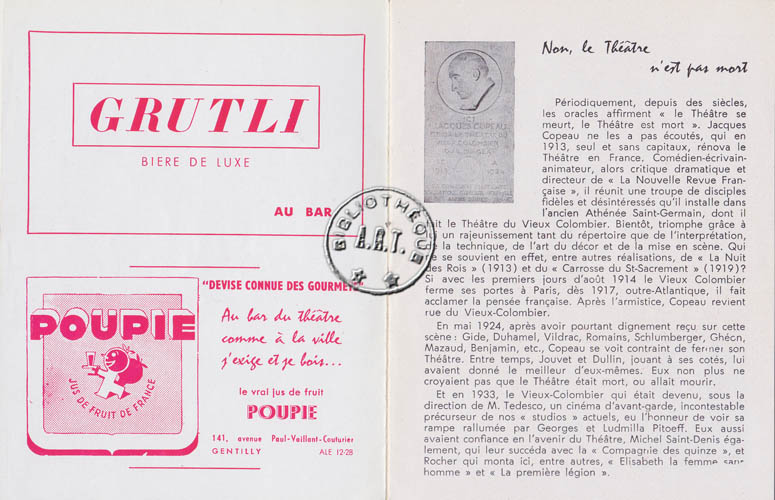 GRUTLI
BIERE DE LUXE
AU BAR
"DEVISE CONNUE DES GOURMETS"
POUPIE
JUS DE FRUIT DE FRANCE
Au bar du théâtre
comme à la ville
j'exige et je bois...
le vrai jus de fruit
POUPIE
141, avenue Paul-Vaillant-Couturier
GENTILLY ALE 12-28
BIBLIOTHÈQUE
A.R.T.
Non, le Théâtre
n'est pas mort
ICI
JACQUES COPEAU
VIEUX COLOMBIER
Périodiquement, depuis des siècles,
les oracles affirment « le Théâtre se
meurt, le Théâtre est mort ». Jacques
Copeau ne les a pas écoutés, qui en
1913, seul et sans capitaux, rénova le
Théâtre en France. Comédien-écrivain-
animateur, alors critique dramatique et
directeur de « La Nouvelle Revue Fran-
çaise », il réunit une troupe de disciples
fidèles et désintéressés qu'il installe dans
l'ancien Athénée Saint-Germain, dont il
fait le Théâtre du Vieux Colombier. Bientôt, triomphe grâce à
un rajeunissement tant du répertoire que de l'interprétation,
la technique, de l'art du décor et de la mise en scène. Qui
se souvient en effet, entre autres réalisations, de « La Nuit
des Rois » (1913) et du « Carrosse du St-Sacrement » (1919)?
Si avec les premiers jours d'août 1914 le Vieux Colombier
ferme ses portes à Paris, dès 1917, outre-Atlantique, il fait
acclamer la pensée française. Après l'armistice, Copeau revient
rue du Vieux-Colombier.
En mai 1924, après avoir pourtant dignement reçu sur cette
scène : Gide, Duhamel, Vildrac, Romains, Schlumberger, Ghéon,
Mazaud, Benjamin, etc., Copeau se voit contraint de fermer son
Théâtre. Entre temps, Jouvet et Dullin, jouant à ses cotés, lui
avaient donné le meilleur d'eux-mêmes. Eux non plus ne
croyaient pas que le Théâtre était mort, ou allait mourir.
Et en 1933, le Vieux-Colombier qui était devenu, sous
la direction de M. Tedesco, un cinéma d'avant-garde, incontestable
précurseur de nos « studios » actuels, eu l'honneur de voir sa
rampe rallumée par Georges et Ludmilla Pitoeff. Eux aussi
avaient confiance en l'avenir du Théâtre, Michel Saint-Denis éga-
lement, qui leur succéda avec la « Compagnie des quinze », et
Rocher qui monta ici, entre autres, « Elisabeth la femme sans
homme » et « La première légion ».